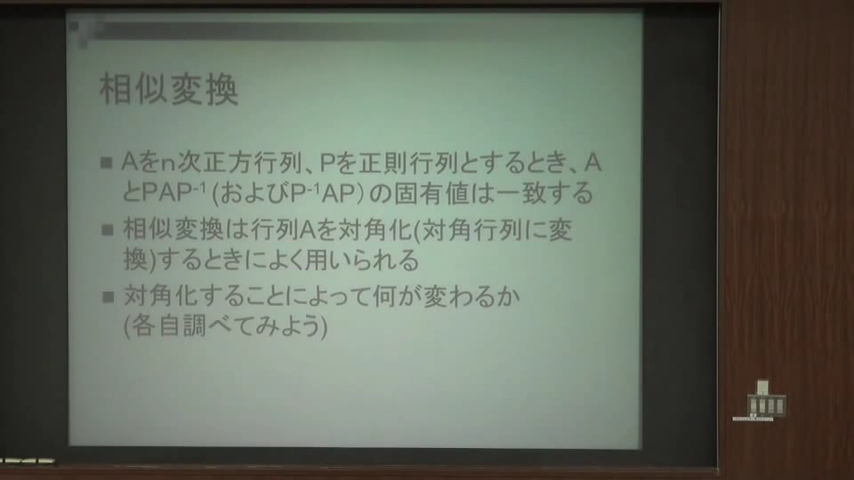 相似変換
■ Aをn次正方行列、Pを正則行列とするとき、A
とPAP⁻¹(およびP⁻¹AP)の固有値は一致する
■ 相似変換は行列Aを対角化(対角行列に変
換)するときによく用いられる
■ 対角化することによって何が変わるか
(各自調べてみよう)